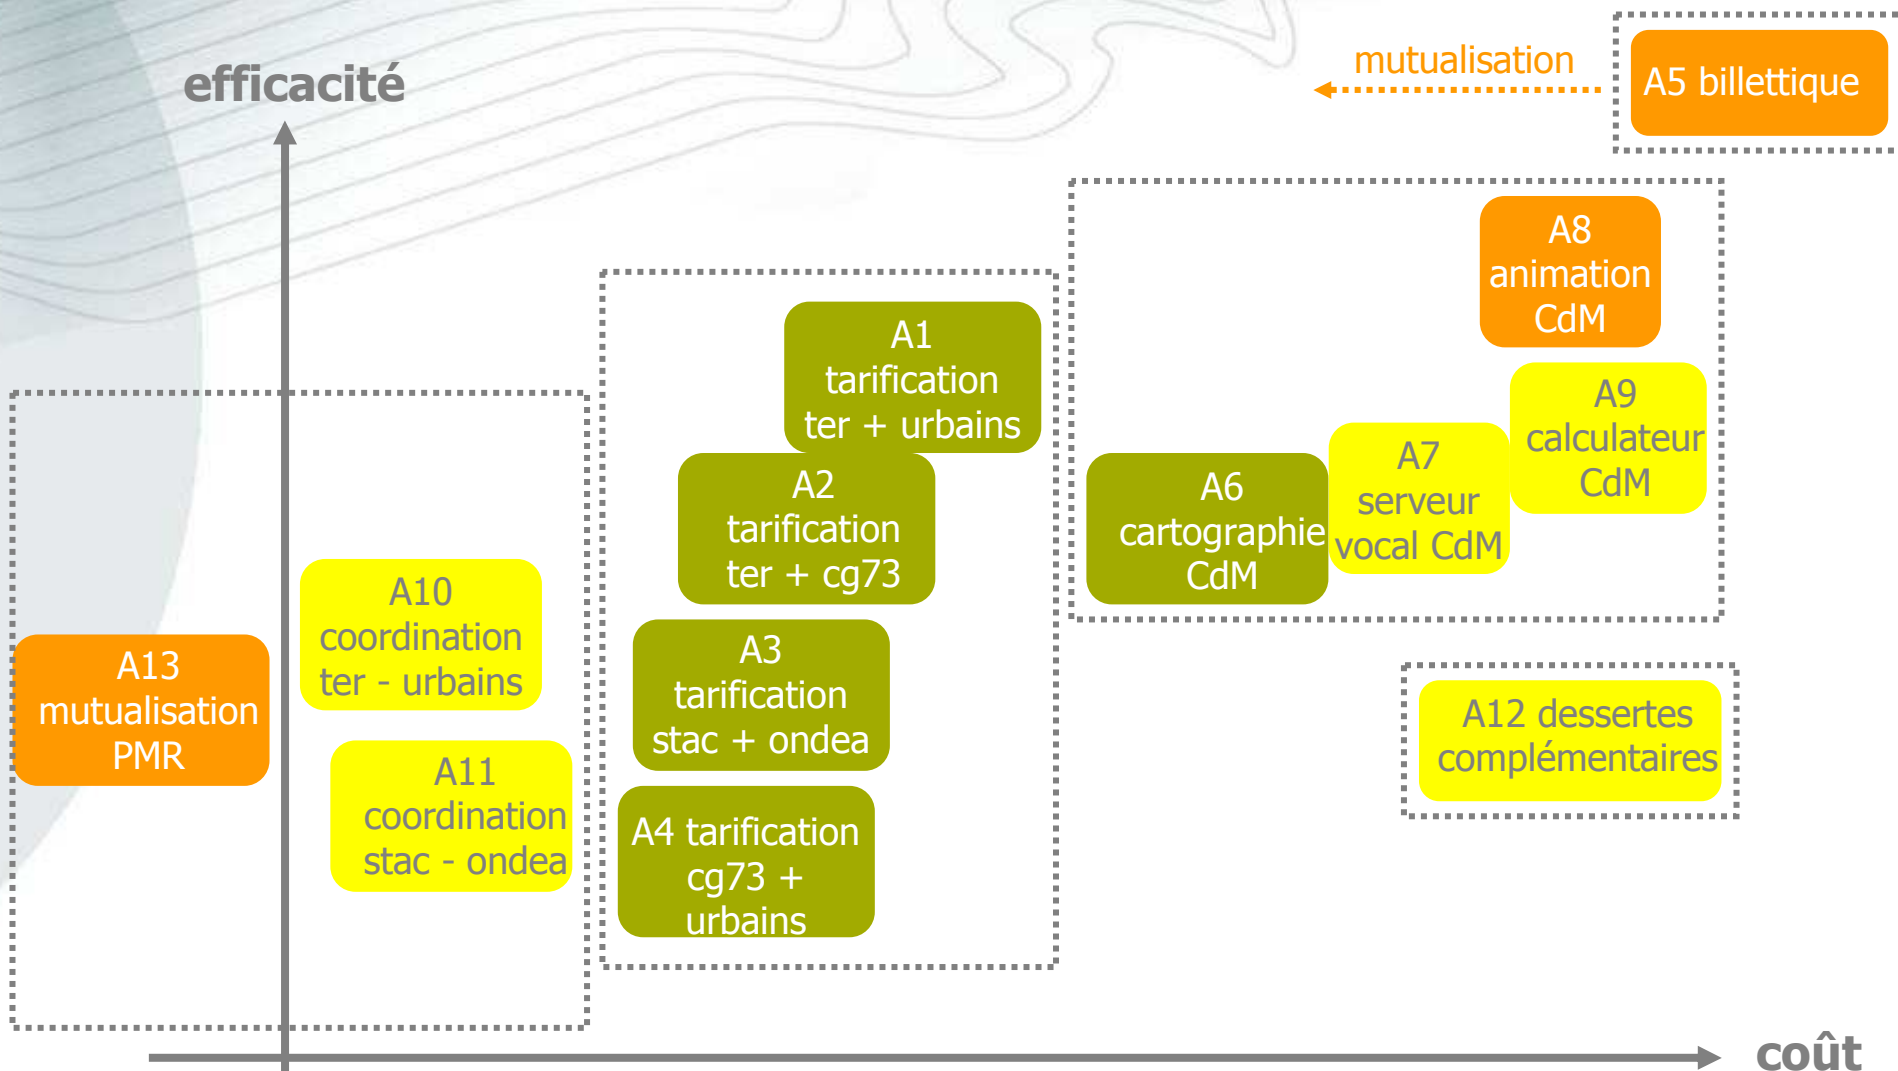 efficacité
mutualisation
A5 billettique
A8
animation
CdM
A1
tarification
ter + urbains
A9
calculateur
CdM
A7
serveur
vocal CdM
A2
tarification
ter + cg73
A6
cartographie
CdM
A10
coordination
ter - urbains
A3
tarification
stac + ondea
A13
mutualisation
PMR
A12 dessertes
complémentaires
A11
coordination
stac - ondea
A4 tarification
cg73 +
urbains
coût